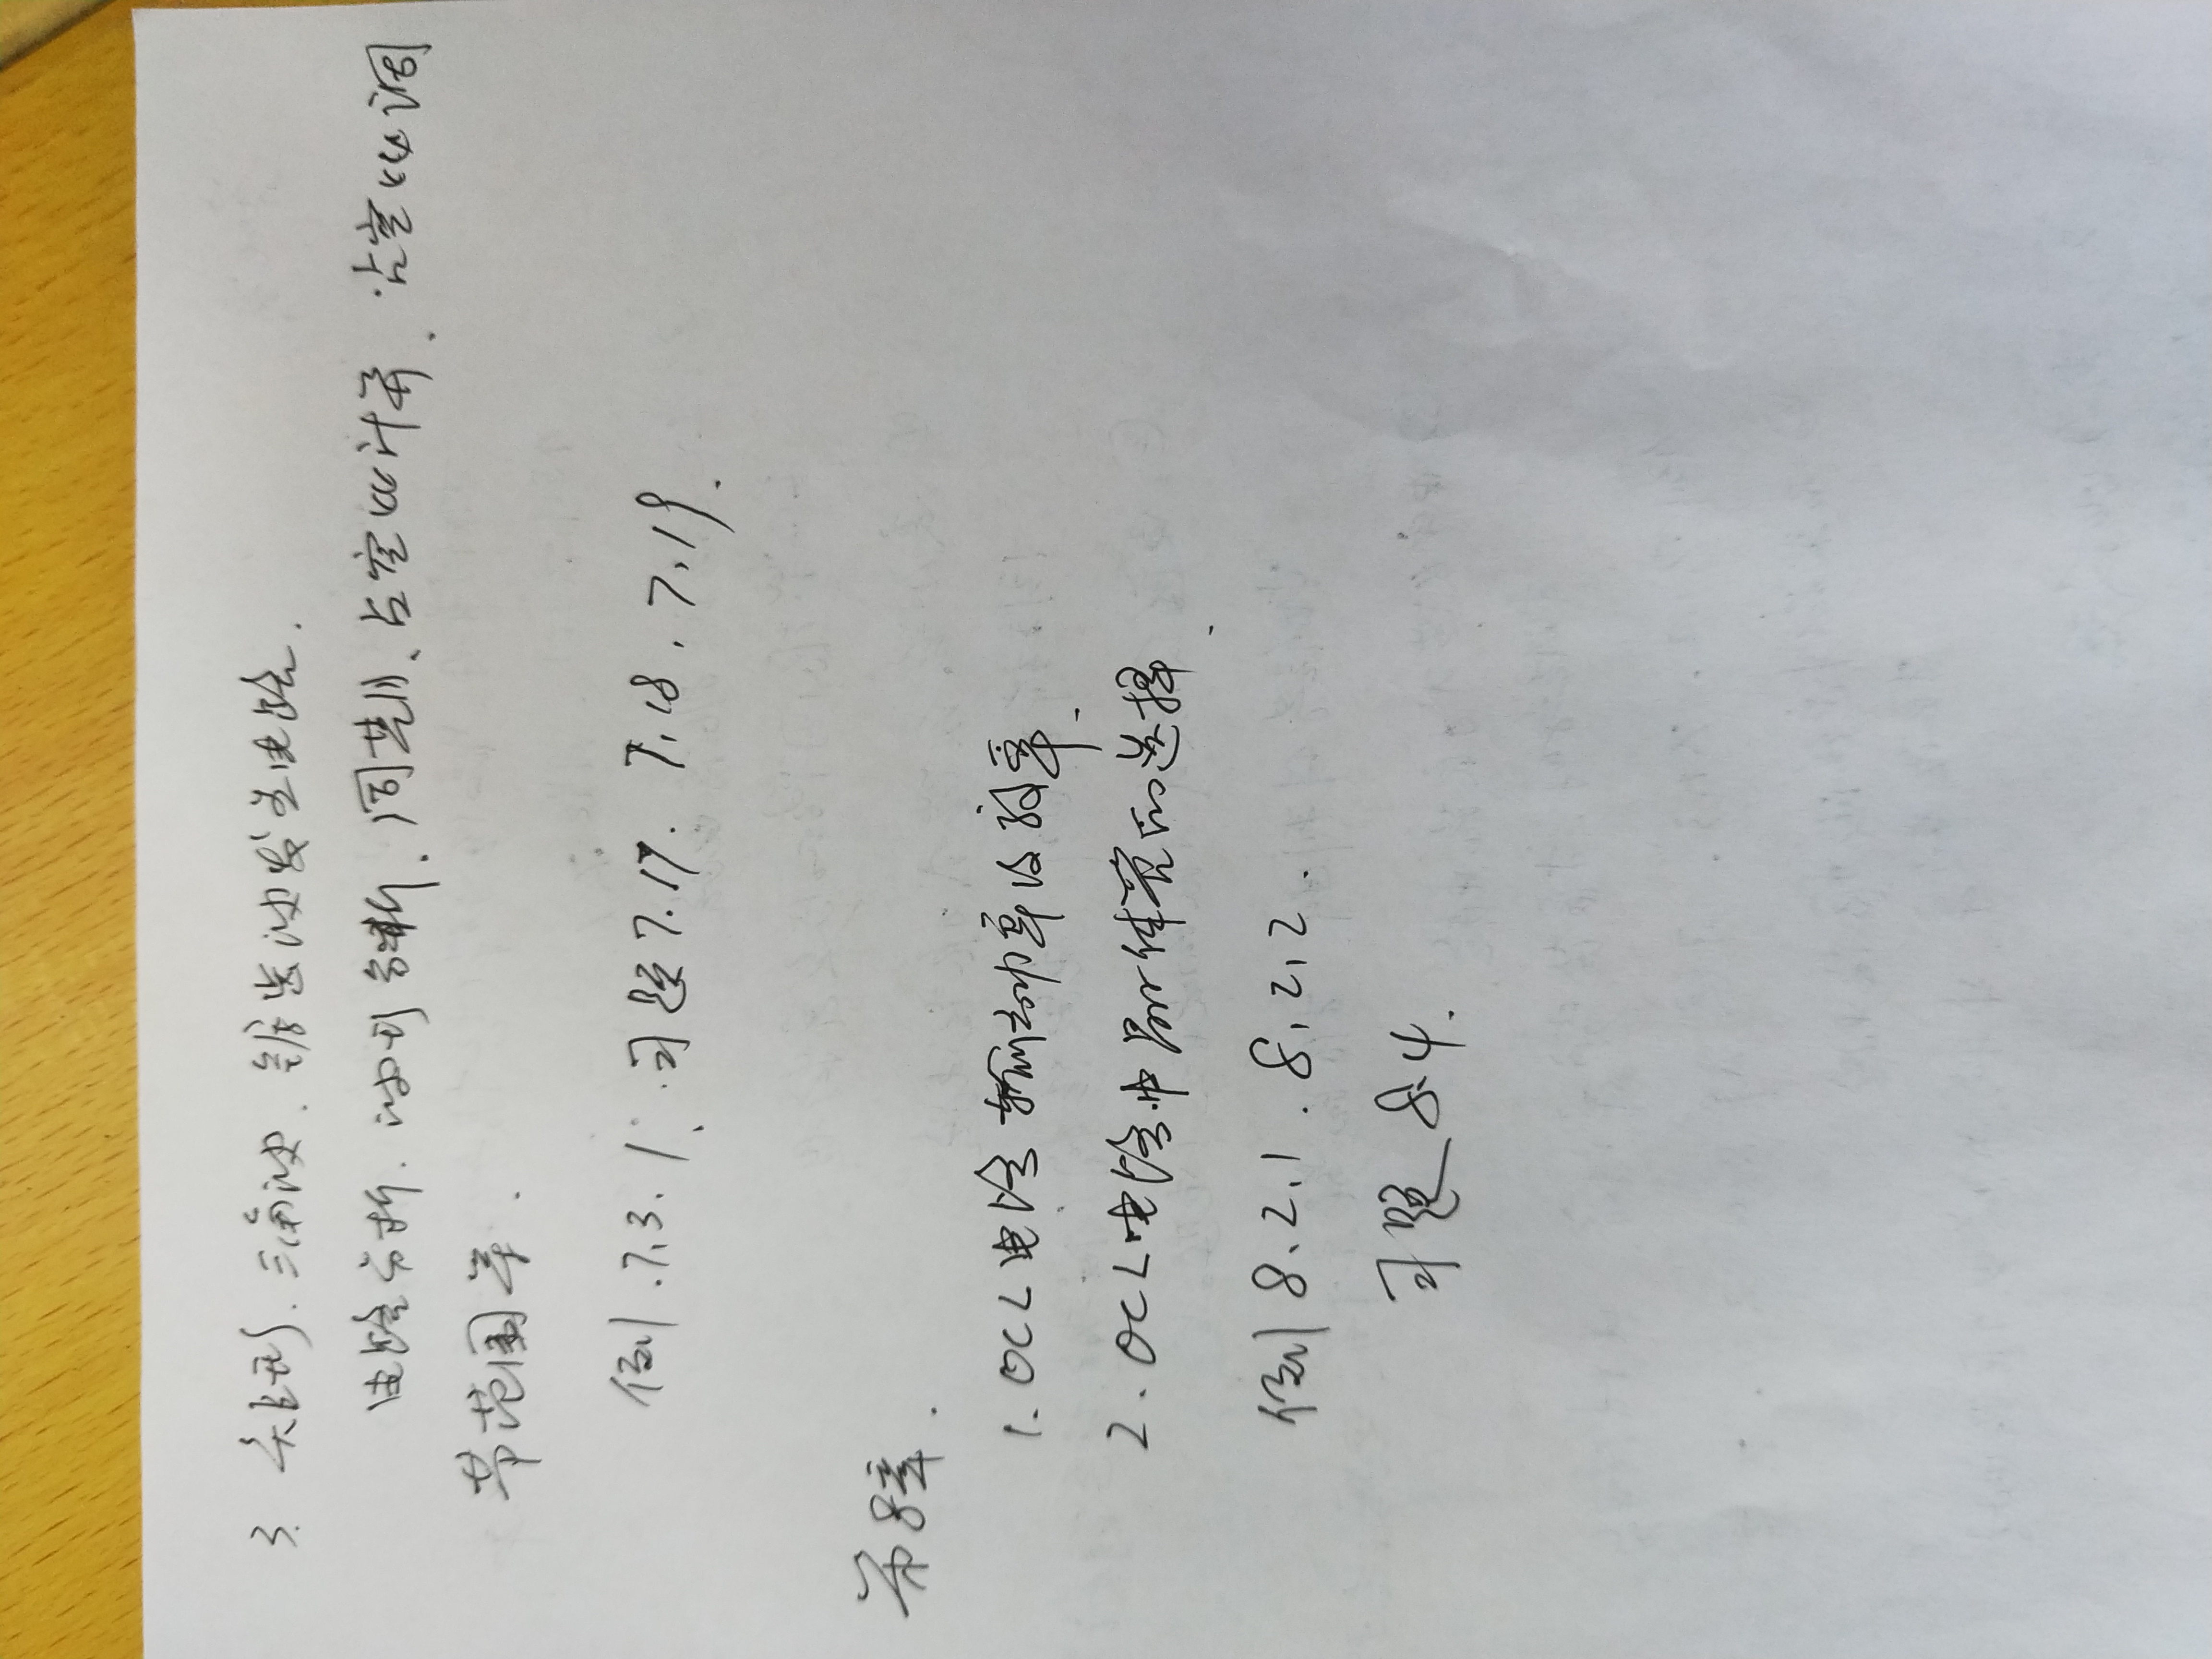 3. 矩形. 三角波. 锯齿波发生电路.
电路分析. 波形分析. 周期、占空比计算. 占空比调
节范围等.
例.7.3.1. 习题7.17. 7.18. 7.19.
第8章.
1. OCL电路输出功率及效率.
2. OCL电路中晶体管的选择.
例8.2.1. 8.2.2.
习题8.4.